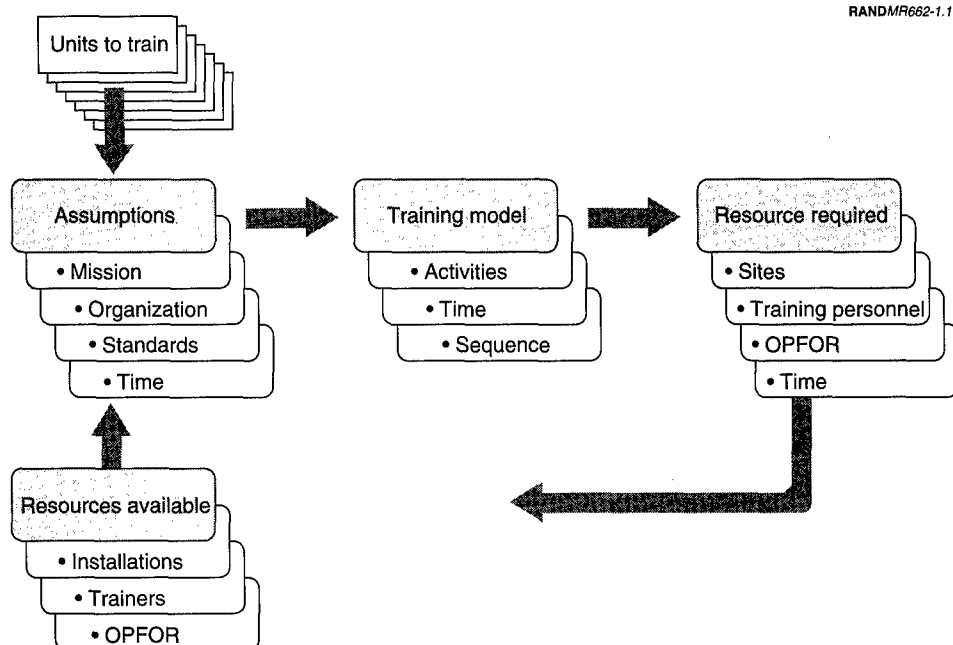 RANDMR662-1.1
Units to train
Assumptions
• Mission
• Organization
• Standards
• Time
Training model
• Activities
• Time
• Sequence
Resource required
• Sites
• Training personnel
• OPFOR
• Time
Resources available
• Installations
• Trainers
• OPFOR